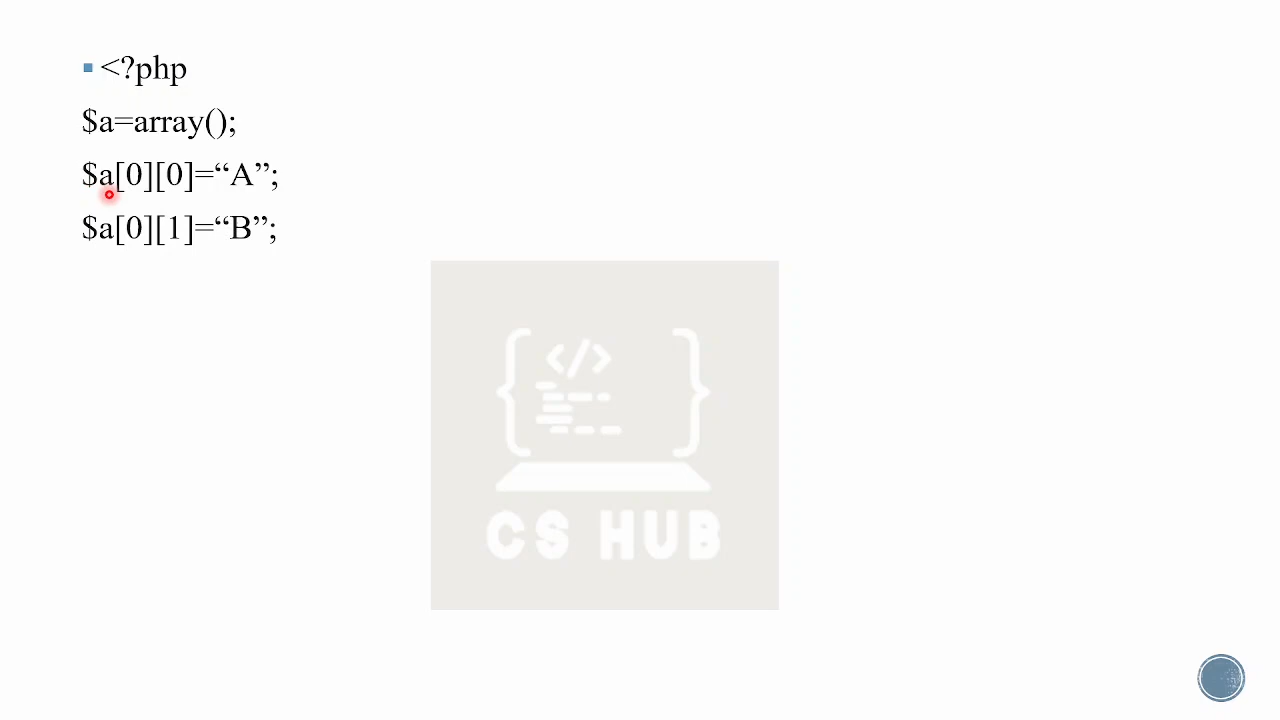 <?php
$a=array();
$a[0][0]=“A”;
$a[0][1]=“B”;
</>
CS HUB